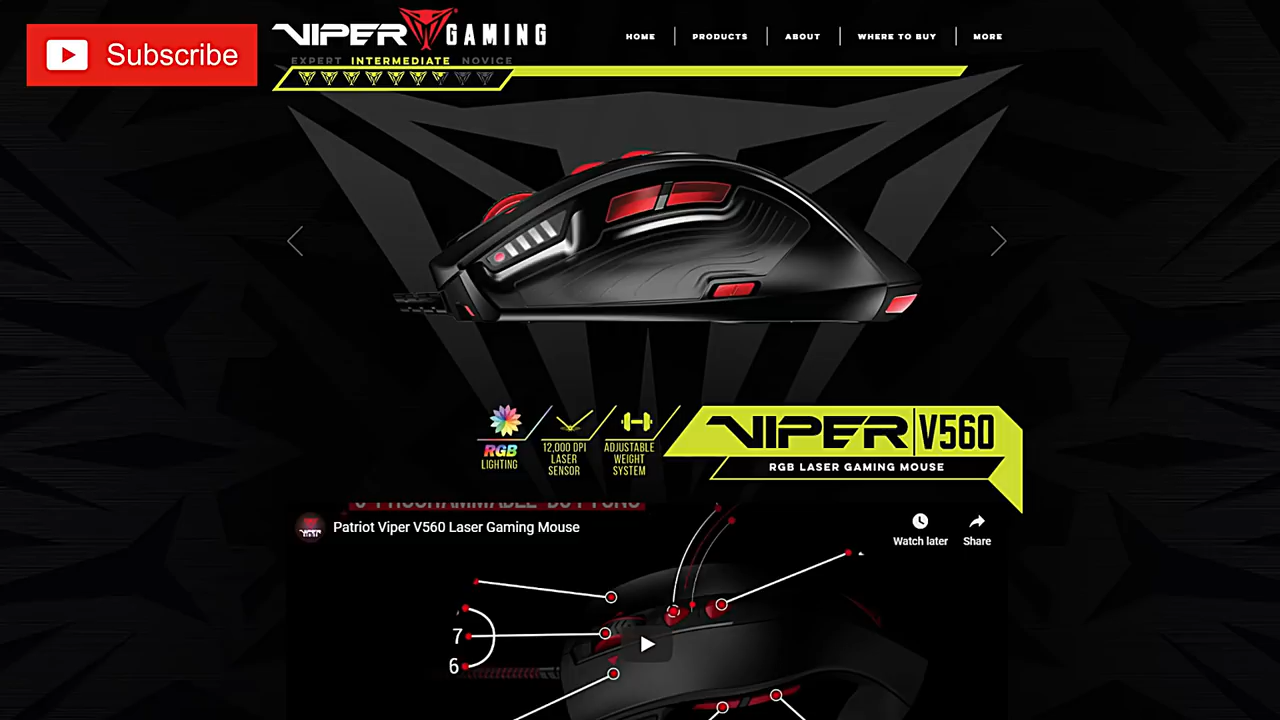 Subscribe
VIPER GAMING
HOME
PRODUCTS
ABOUT
WHERE TO BUY
MORE
EXPERT INTERMEDIATE NOVICE
RGB
LIGHTING
12,000 DPI
LASER
SENSOR
ADJUSTABLE
WEIGHT
SYSTEM
VIPER V560
RGB LASER GAMING MOUSE
Patriot Viper V560 Laser Gaming Mouse
Watch later
Share
7
6